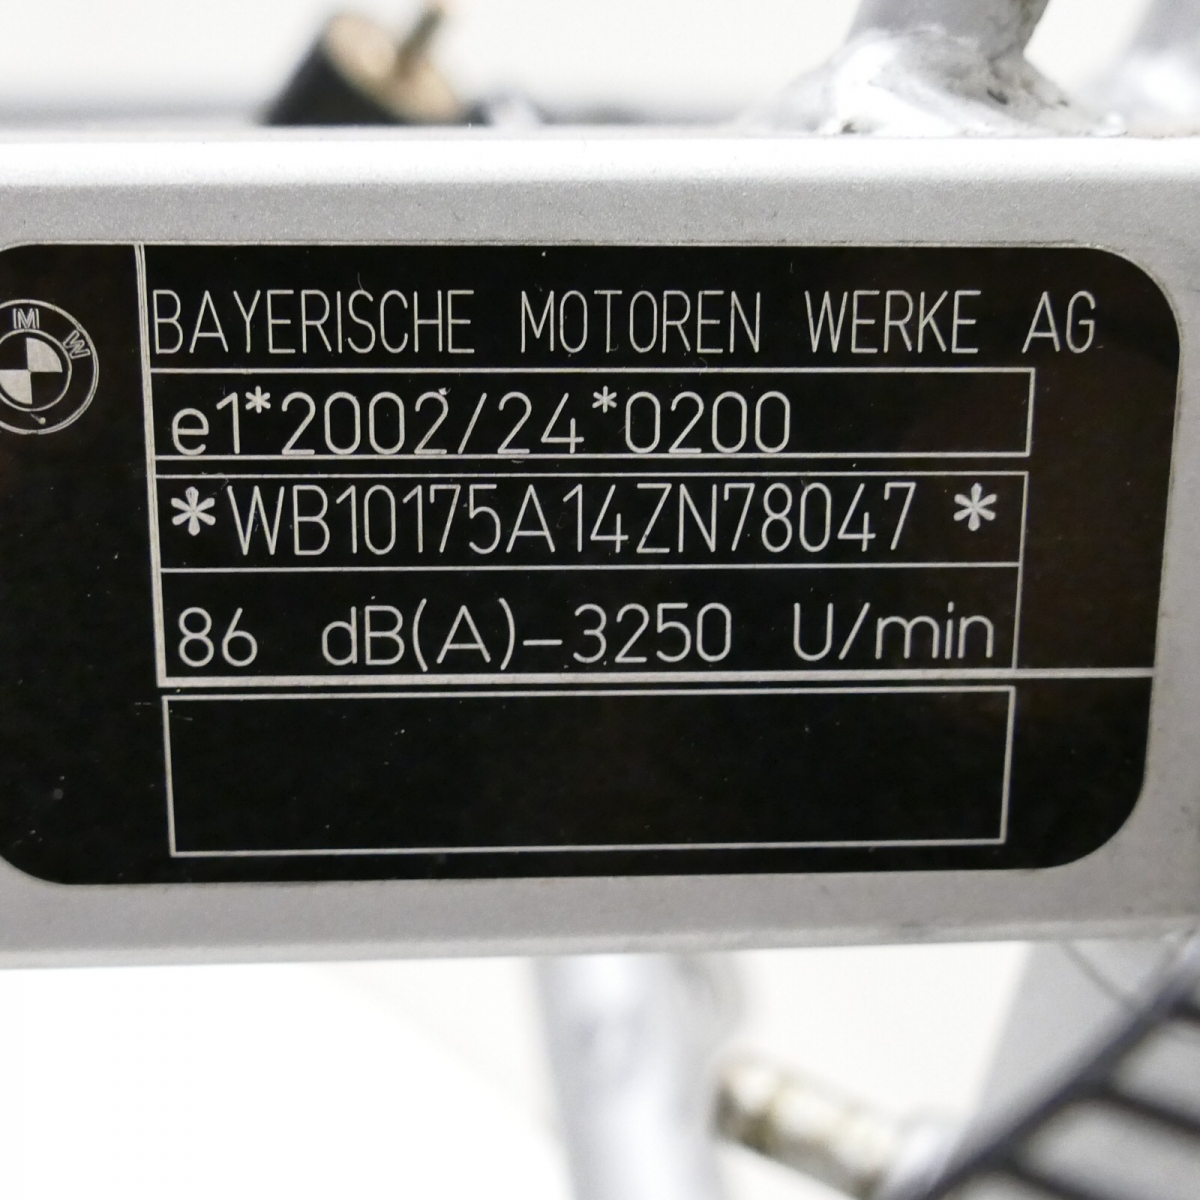 BAYERISCHE MOTOREN WERKE AG
M W
e1*2002/24*0200
*WB10175A14ZN78047 *
86 dB(A)-3250 U/min